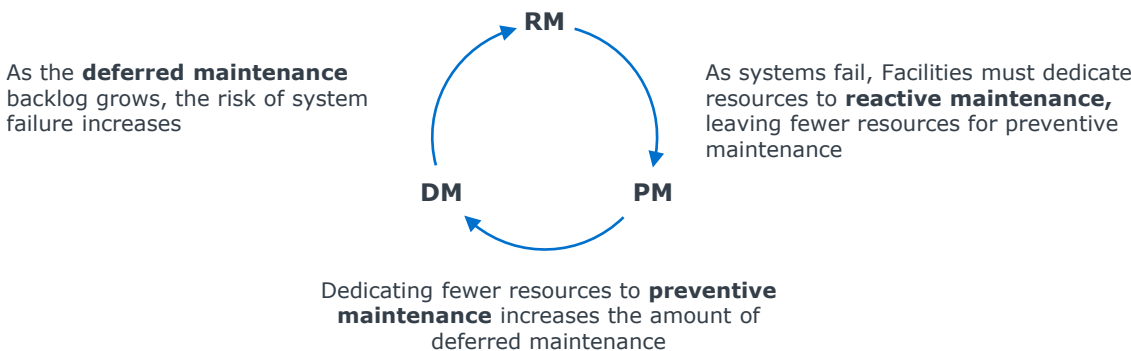 RM
As the deferred maintenance
backlog grows, the risk of system
failure increases
As systems fail, Facilities must dedicate
resources to reactive maintenance,
leaving fewer resources for preventive
maintenance
DM
PM
Dedicating fewer resources to preventive
maintenance increases the amount of
deferred maintenance